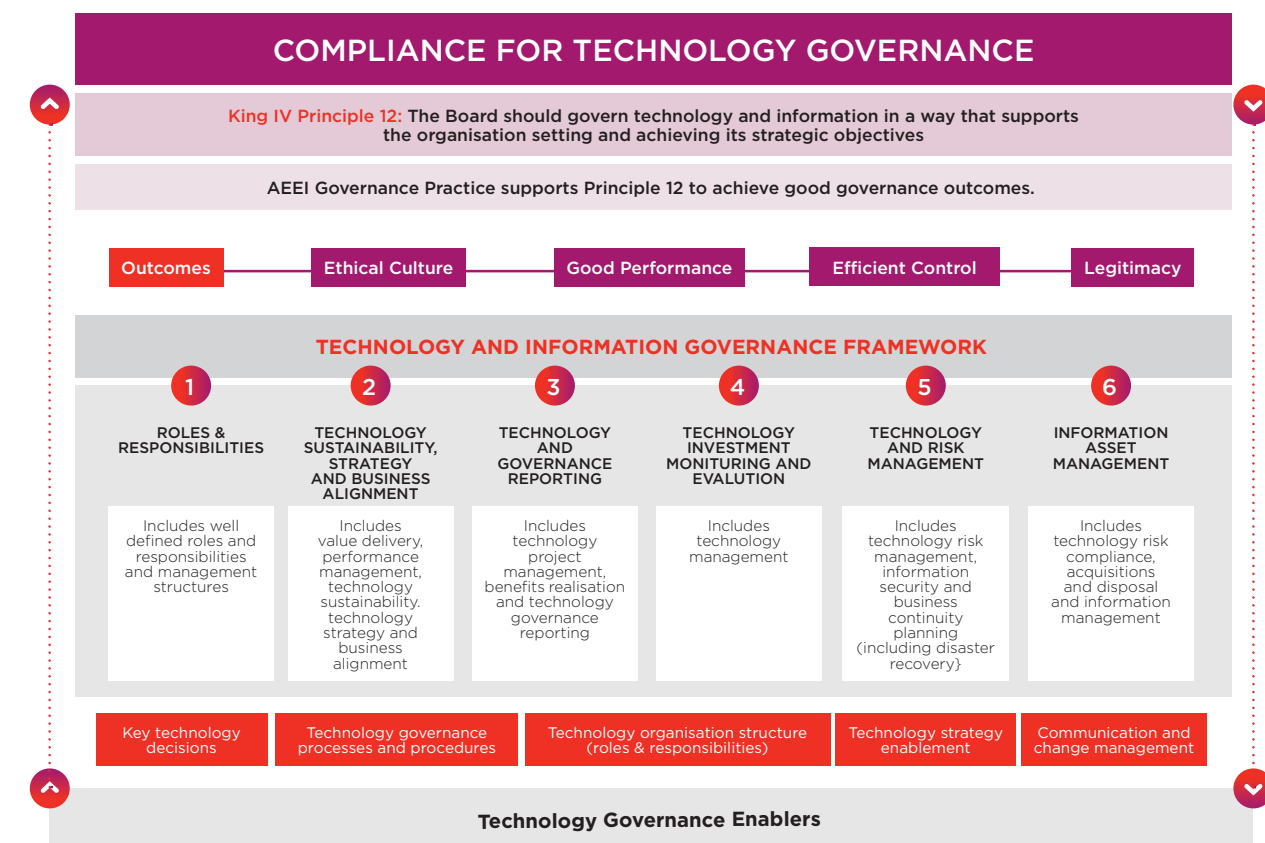 COMPLIANCE FOR TECHNOLOGY GOVERNANCE
King IV Principle 12: The Board should govern technology and information in a way that supports
the organisation setting and achieving its strategic objectives
AEEI Governance Practice supports Principle 12 to achieve good governance outcomes.
Outcomes
Ethical Culture
Good Performance
Efficient Control
Legitimacy
TECHNOLOGY AND INFORMATION GOVERNANCE FRAMEWORK
1
ROLES &
RESPONSIBILITIES
Includes well
defined roles and
responsibilities
and management
structures
2
TECHNOLOGY
SUSTAINABILITY,
STRATEGY
AND BUSINESS
ALIGNMENT
Includes
value delivery,
performance
management,
technology
sustainability.
technology
strategy and
business
alignment
3
TECHNOLOGY
AND
GOVERNANCE
REPORTING
Includes
technology
project
management,
benefits realisation
and technology
governance
reporting
4
TECHNOLOGY
INVESTMENT
MONITURING AND
EVALUTION
Includes
technology
management
5
TECHNOLOGY
AND RISK
MANAGEMENT
Includes
technology risk
management,
information
security and
business
continuity
planning
(including disaster
recovery}
6
INFORMATION
ASSET
MANAGEMENT
Includes
technology risk
compliance,
acquisitions
and disposal
and information
management
Key technology
decisions
Technology governance
processes and procedures
Technology organisation structure
(roles & responsibilities)
Technology strategy
enablement
Communication and
change management
Technology Governance Enablers